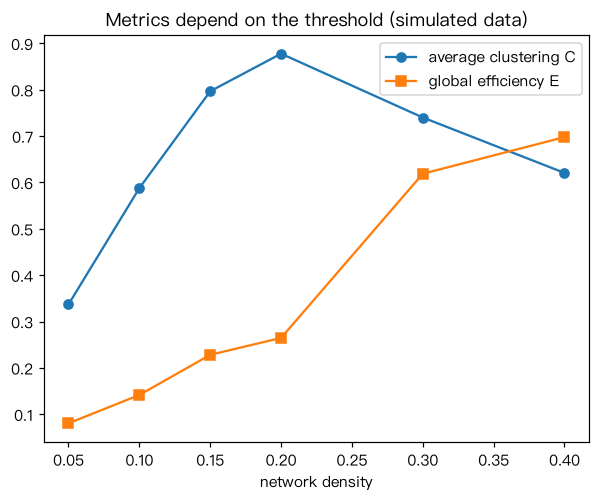 Metrics depend on the threshold (simulated data)
average clustering C
global efficiency E
0.9
0.8
0.7
0.6
0.5
0.4
0.3
0.2
0.1
0.05 0.10 0.15 0.20 0.25 0.30 0.35 0.40
network density